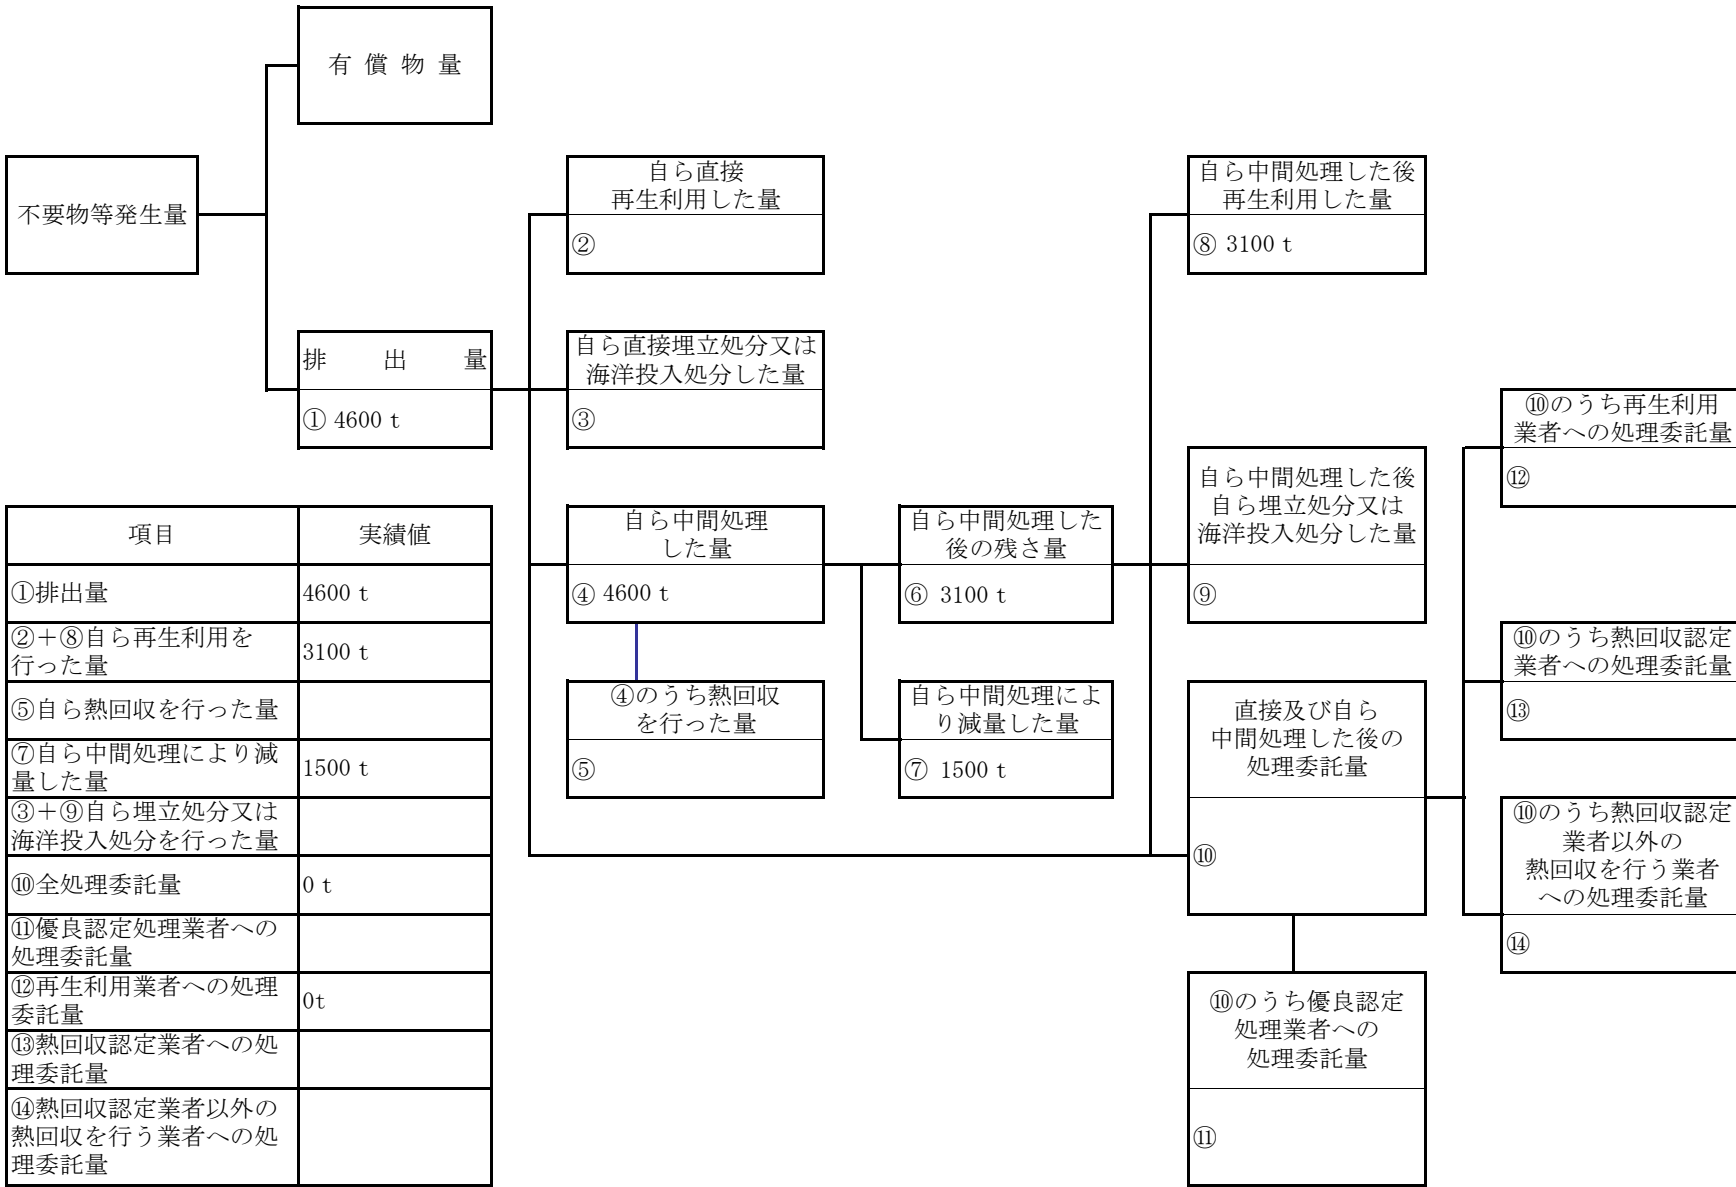 有 償 物 量
不要物等発生量
排 出 量
① 4600 t
自ら直接
再生利用した量
②
自ら直接埋立処分又は
海洋投入処分した量
③
自ら中間処理
した量
④ 4600 t
④のうち熱回収
を行った量
⑤
自ら中間処理した
後の残さ量
⑥ 3100 t
自ら中間処理によ
り減量した量
⑦ 1500 t
自ら中間処理した後
再生利用した量
⑧ 3100 t
自ら中間処理した後
自ら埋立処分又は
海洋投入処分した量
⑨
直接及び自ら
中間処理した後の
処理委託量
⑩
⑩のうち優良認定
処理業者への
処理委託量
⑪
⑩のうち再生利用
業者への処理委託量
⑫
⑩のうち熱回収認定
業者への処理委託量
⑬
⑩のうち熱回収認定
業者以外の
熱回収を行う業者
への処理委託量
⑭
項目 実績値
①排出量 4600 t
②+⑧自ら再生利用を
行った量 3100 t
⑤自ら熱回収を行った量
⑦自ら中間処理により減
量した量 1500 t
③+⑨自ら埋立処分又は
海洋投入処分を行った量
⑩全処理委託量 0 t
⑪優良認定処理業者への
処理委託量
⑫再生利用業者への処理
委託量 0t
⑬熱回収認定業者への処
理委託量
⑭熱回収認定業者以外の
熱回収を行う業者への処
理委託量